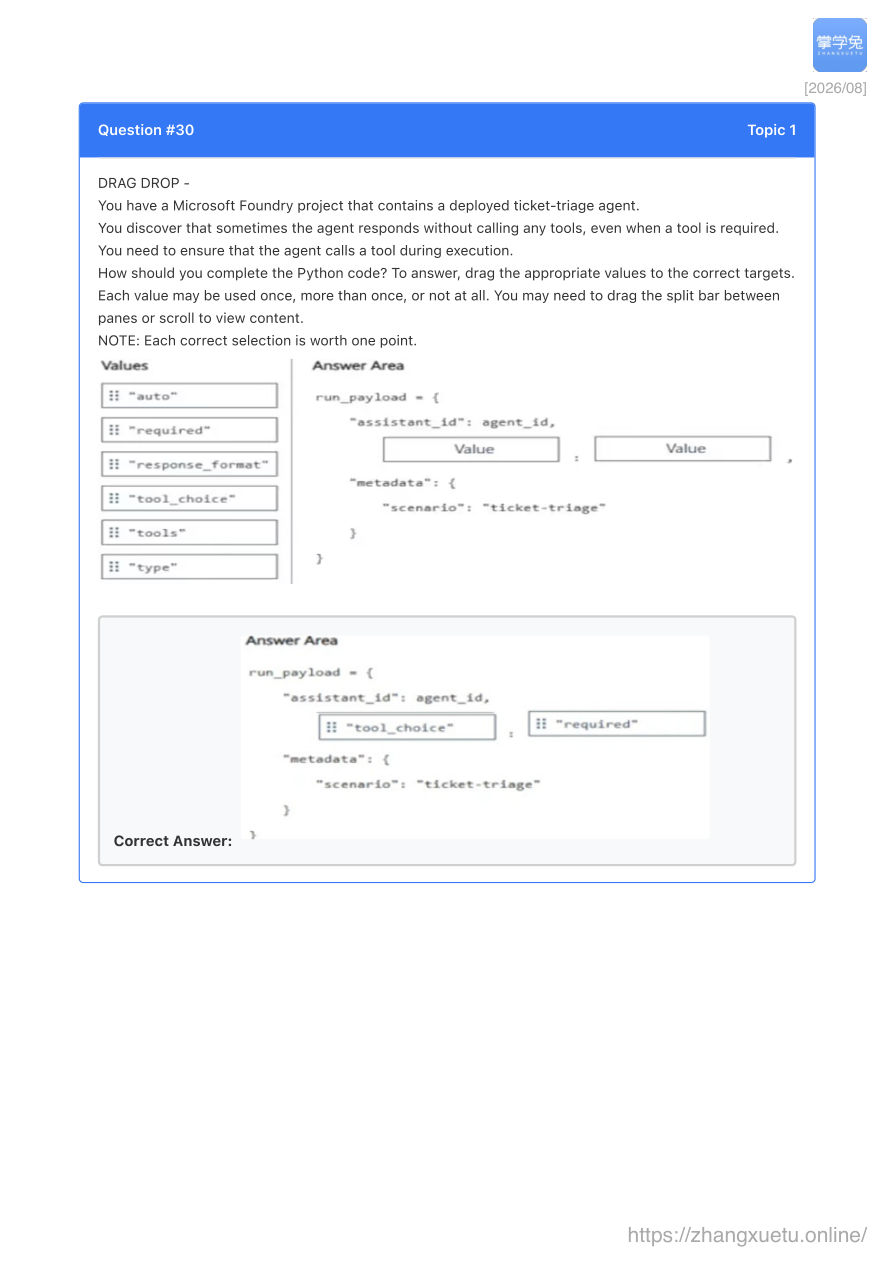 掌学兔
ZHANGXUETU
[2026/08]
Question #30 Topic 1
DRAG DROP -
You have a Microsoft Foundry project that contains a deployed ticket-triage agent.
You discover that sometimes the agent responds without calling any tools, even when a tool is required.
You need to ensure that the agent calls a tool during execution.
How should you complete the Python code? To answer, drag the appropriate values to the correct targets.
Each value may be used once, more than once, or not at all. You may need to drag the split bar between
panes or scroll to view content.
NOTE: Each correct selection is worth one point.
Values
"auto"
"required"
"response_format"
"tool_choice"
"tools"
"type"
Answer Area
run_payload = {
"assistant_id": agent_id,
Value : Value ,
"metadata": {
"scenario": "ticket-triage"
}
}
Answer Area
run_payload = {
"assistant_id": agent_id,
"tool_choice" : "required"
"metadata": {
"scenario": "ticket-triage"
}
}
Correct Answer:
https://zhangxuetu.online/